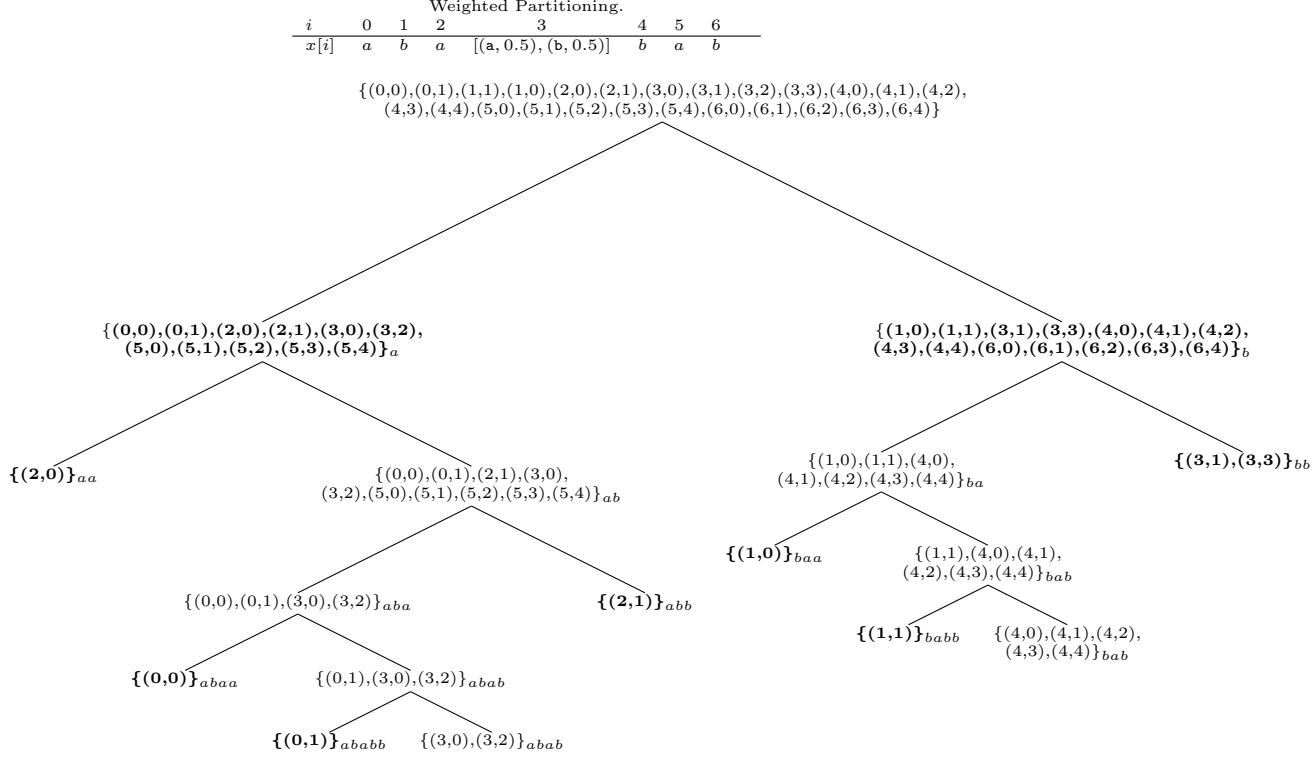 Weighted Partitioning.
i 0 1 2 3 4 5 6
x[i] a b a [(a, 0.5), (b, 0.5)] b a b
{(0,0),(0,1),(1,1),(1,0),(2,0),(2,1),(3,0),(3,1),(3,2),(3,3),(4,0),(4,1),(4,2),
(4,3),(4,4),(5,0),(5,1),(5,2),(5,3),(5,4),(6,0),(6,1),(6,2),(6,3),(6,4)}
{(0,0),(0,1),(2,0),(2,1),(3,0),(3,2),
(5,0),(5,1),(5,2),(5,3),(5,4)}a
{(1,0),(1,1),(3,1),(3,3),(4,0),(4,1),(4,2),
(4,3),(4,4),(6,0),(6,1),(6,2),(6,3),(6,4)}b
{(2,0)}aa
{(0,0),(0,1),(2,1),(3,0),
(3,2),(5,0),(5,1),(5,2),(5,3),(5,4)}ab
{(1,0),(1,1),(4,0),
(4,1),(4,2),(4,3),(4,4)}ba
{(3,1),(3,3)}bb
{(1,0)}baa
{(1,1),(4,0),(4,1),
(4,2),(4,3),(4,4)}bab
{(0,0),(0,1),(3,0),(3,2)}aba
{(2,1)}abb
{(1,1)}babb
{(4,0),(4,1),(4,2),
(4,3),(4,4)}bab
{(0,0)}abaa
{(0,1),(3,0),(3,2)}abab
{(0,1)}ababb
{(3,0),(3,2)}abab